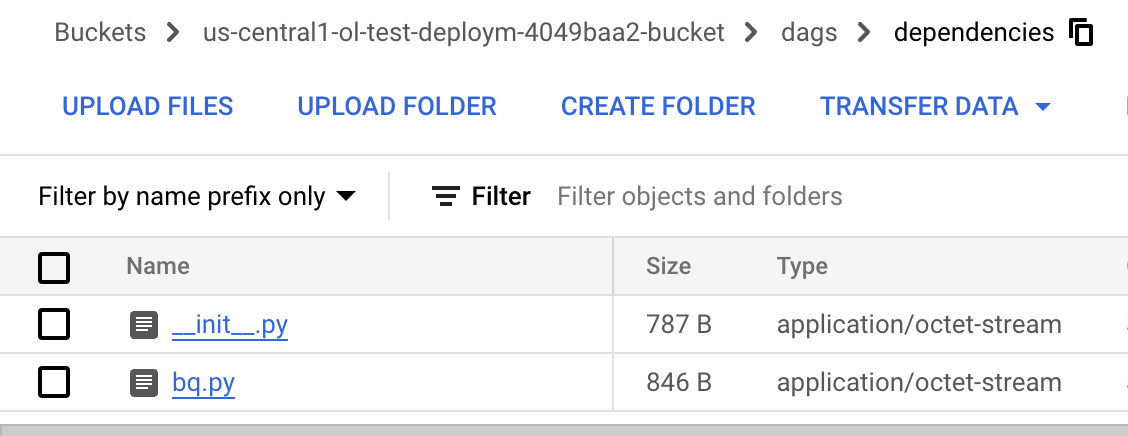 Buckets > us-central1-ol-test-deploym-4049baa2-bucket > dags > dependencies
UPLOAD FILES UPLOAD FOLDER CREATE FOLDER TRANSFER DATA
Filter by name prefix only Filter Filter objects and folders
Name Size Type
__init__.py 787 B application/octet-stream
bq.py 846 B application/octet-stream